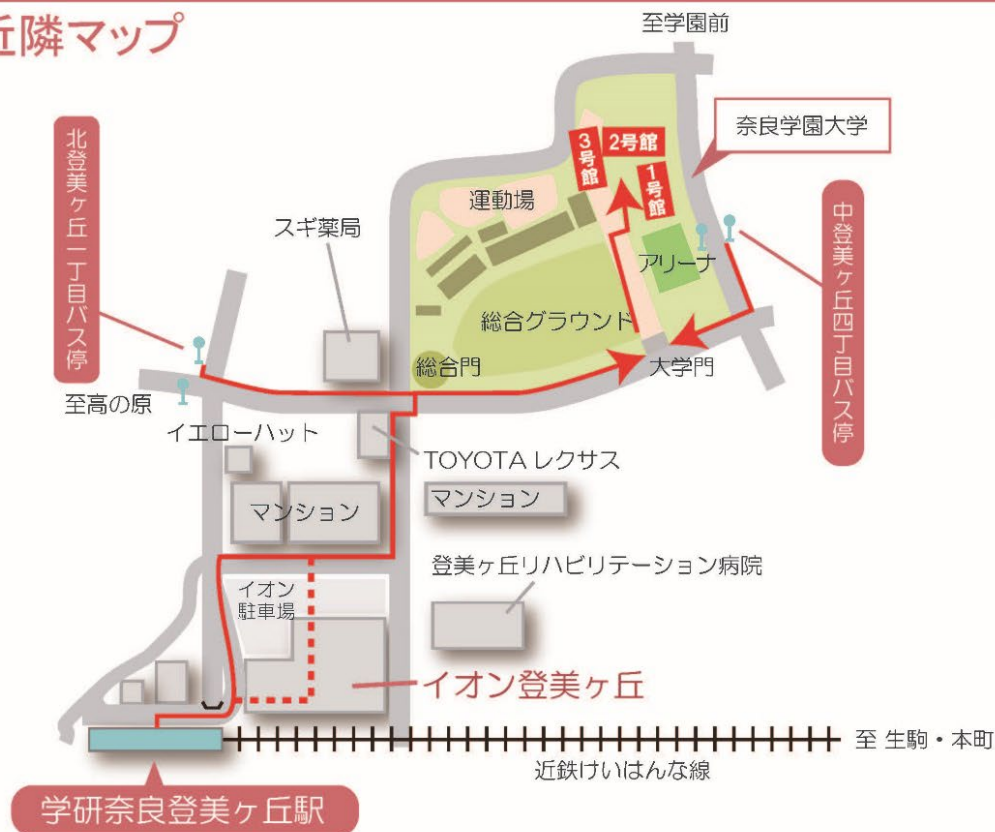 近隣マップ
至学園前
奈良学園大学
3号館
2号館
1号館
運動場
アリーナ
北登美ヶ丘一丁目バス停
スギ薬局
中登美ヶ丘四丁目バス停
総合グラウンド
総合門
大学門
至高の原
イエローハット
TOYOTA レクサス
マンション
マンション
登美ヶ丘リハビリテーション病院
イオン
駐車場
イオン登美ヶ丘
至 生駒・本町
近鉄けいはんな線
学研奈良登美ヶ丘駅